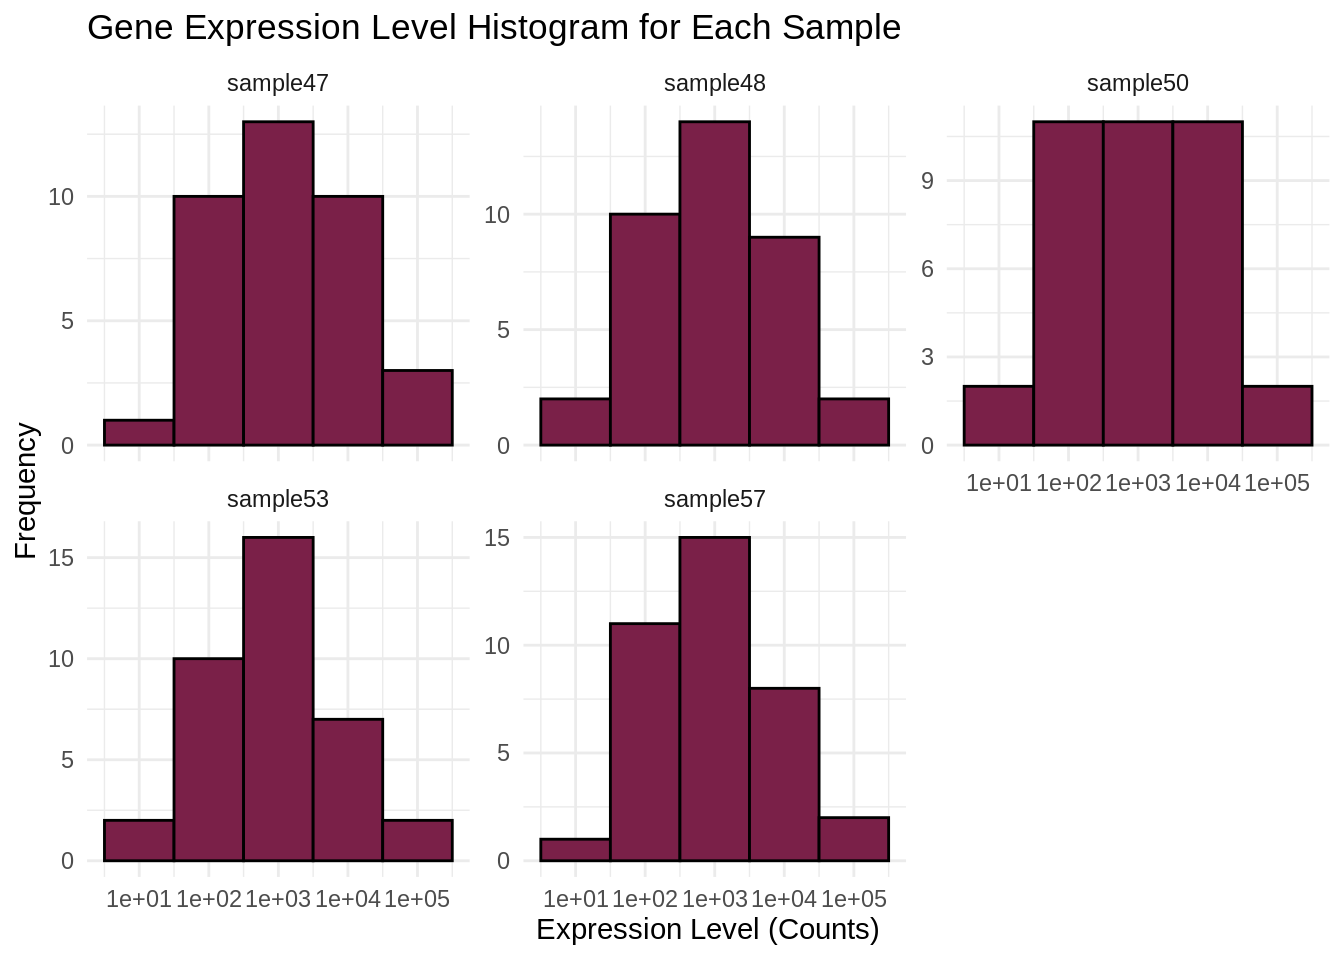 Gene Expression Level Histogram for Each Sample
sample47
sample48
sample50
10
5
0
10
5
0
9
6
3
0
1e+01 1e+02 1e+03 1e+04 1e+05
Frequency
sample53
sample57
15
10
5
0
15
10
5
0
1e+01 1e+02 1e+03 1e+04 1e+05
1e+01 1e+02 1e+03 1e+04 1e+05
Expression Level (Counts)